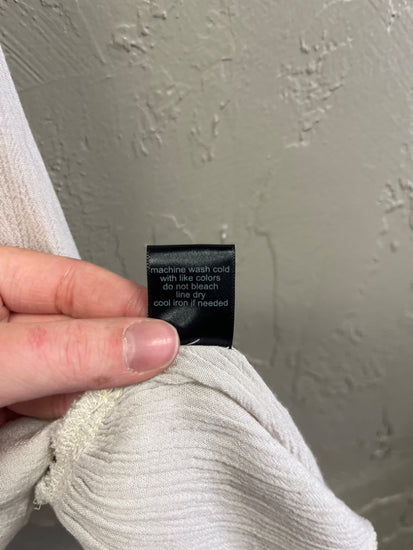 machine wash cold
with like colors
do not bleach
line dry
cool iron if needed